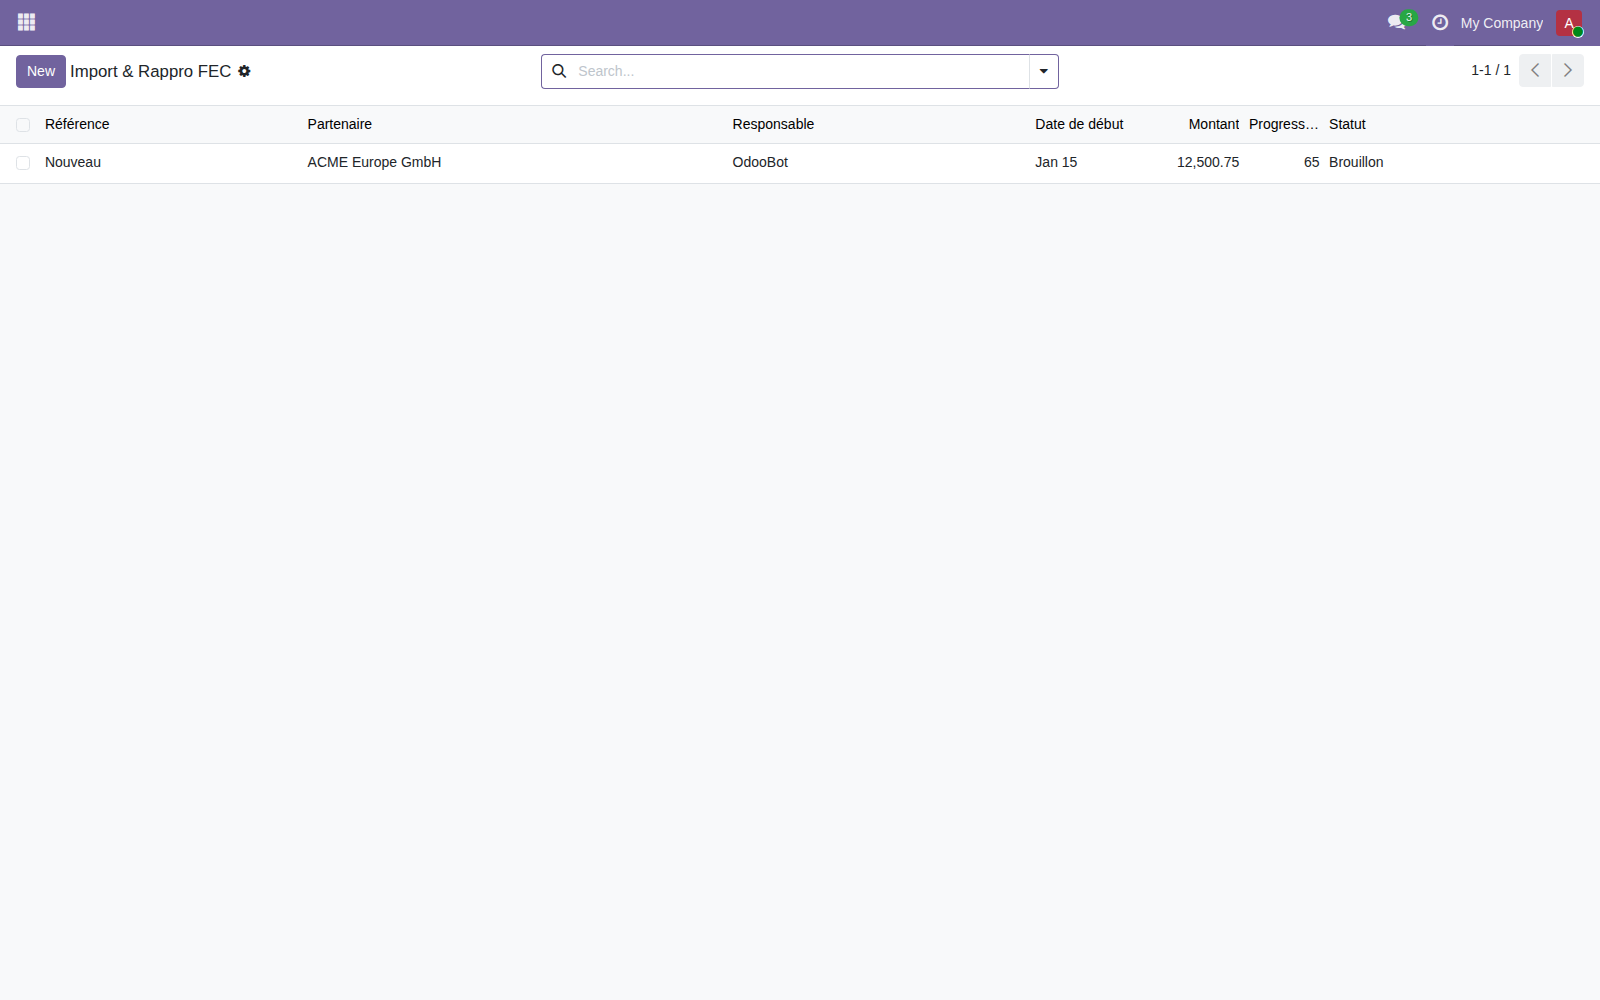 3
My Company
A
New
Import & Rappro FEC
Search...
1-1 / 1
Référence Partenaire Responsable Date de début Montant Progress... Statut
Nouveau ACME Europe GmbH OdooBot Jan 15 12,500.75 65 Brouillon